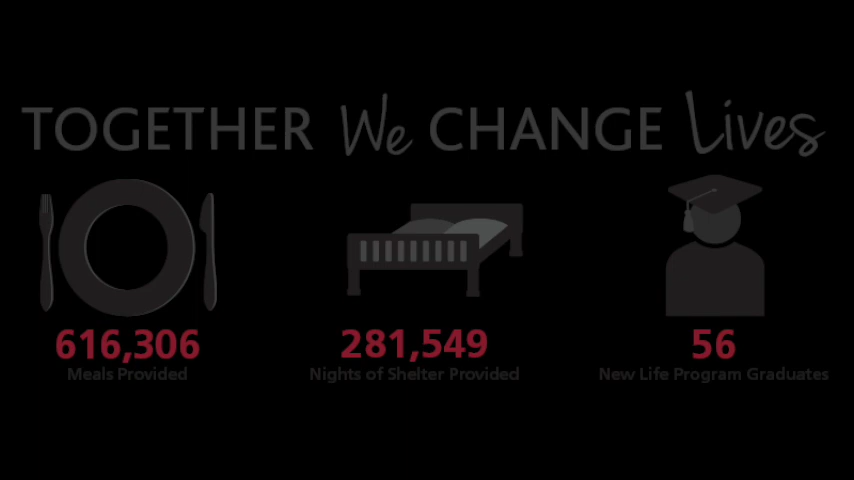 TOGETHER We CHANGE Lives
616,306 281,549 56
Meals Provided Nights of Shelter Provided New Life Program Graduates